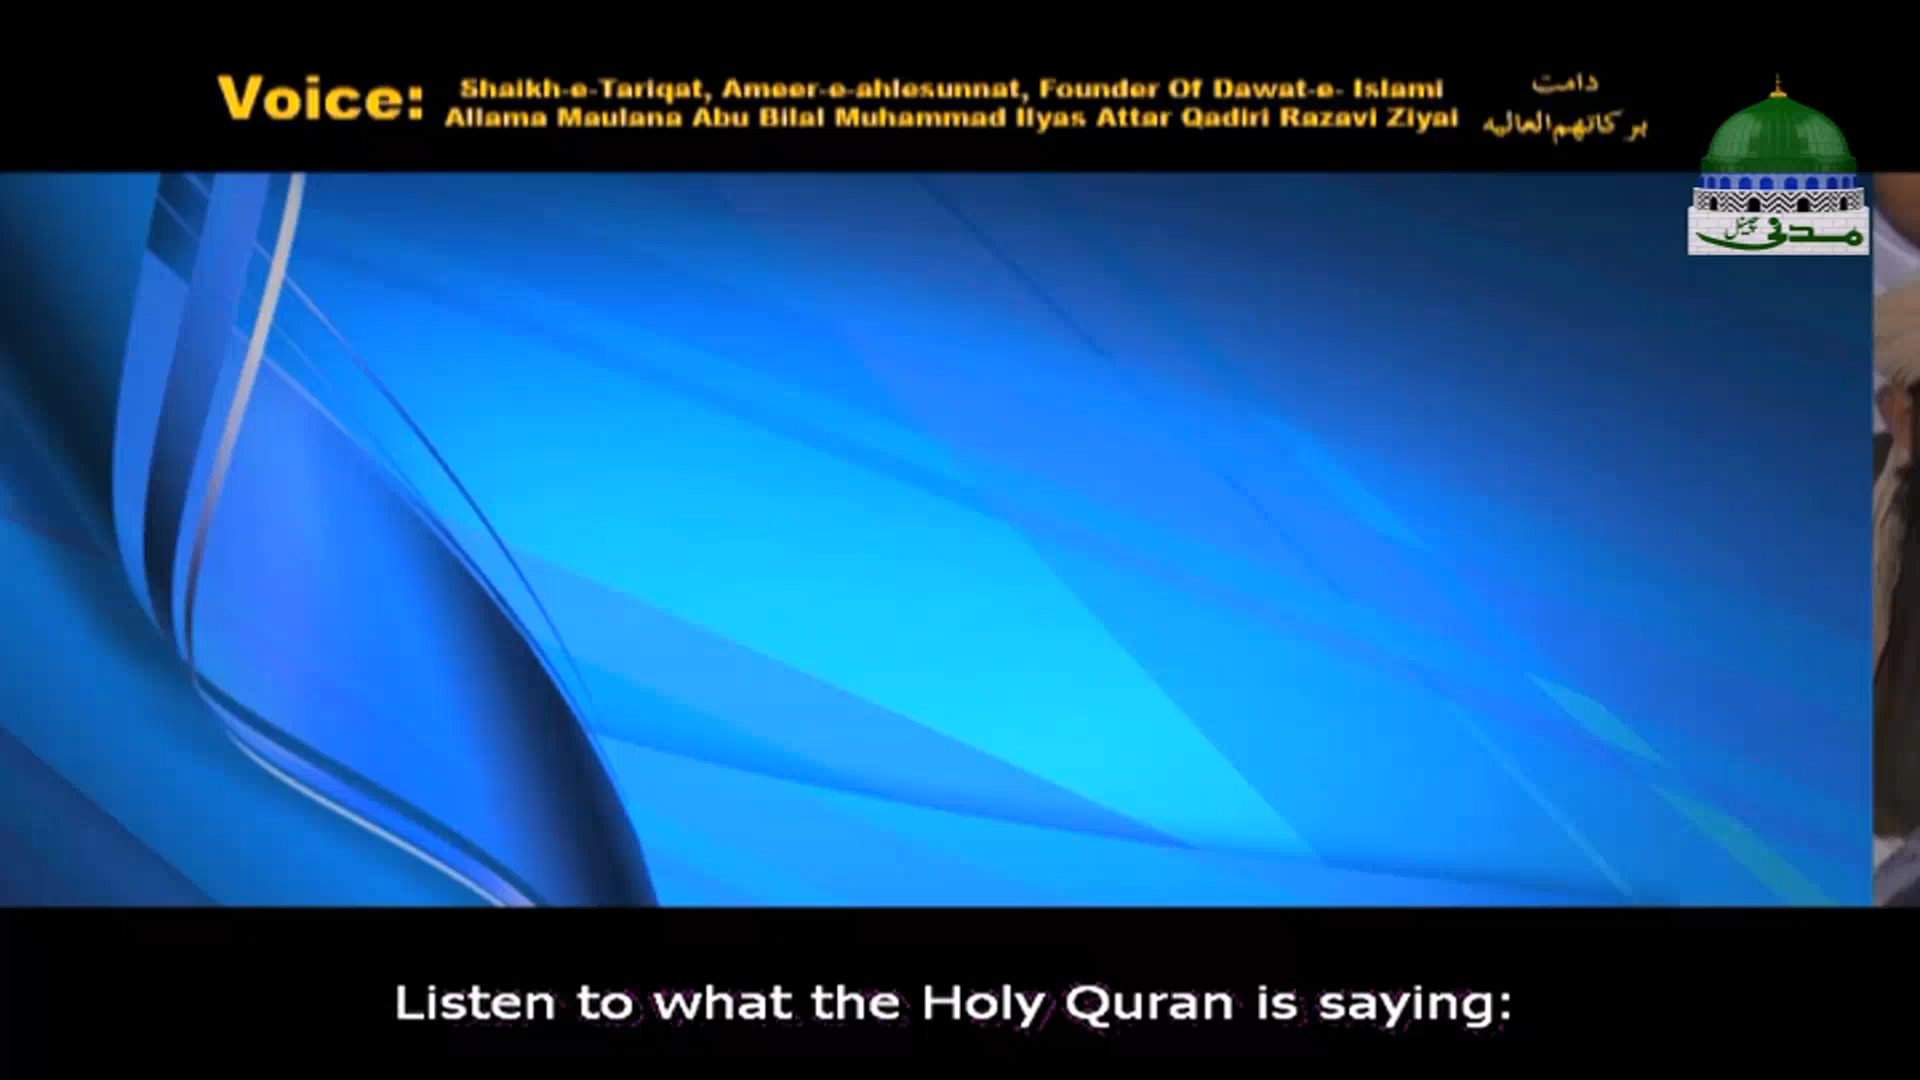 Voice:
Shaikh-e-Tariqat, Ameer-e-ahlesunnat, Founder Of Dawat-e- Islami
Allama Maulana Abu Bilal Muhammad Ilyas Attar Qadiri Razavi Ziyai
دامت
برکاتہم العالیہ
مدنی چینل
Listen to what the Holy Quran is saying: